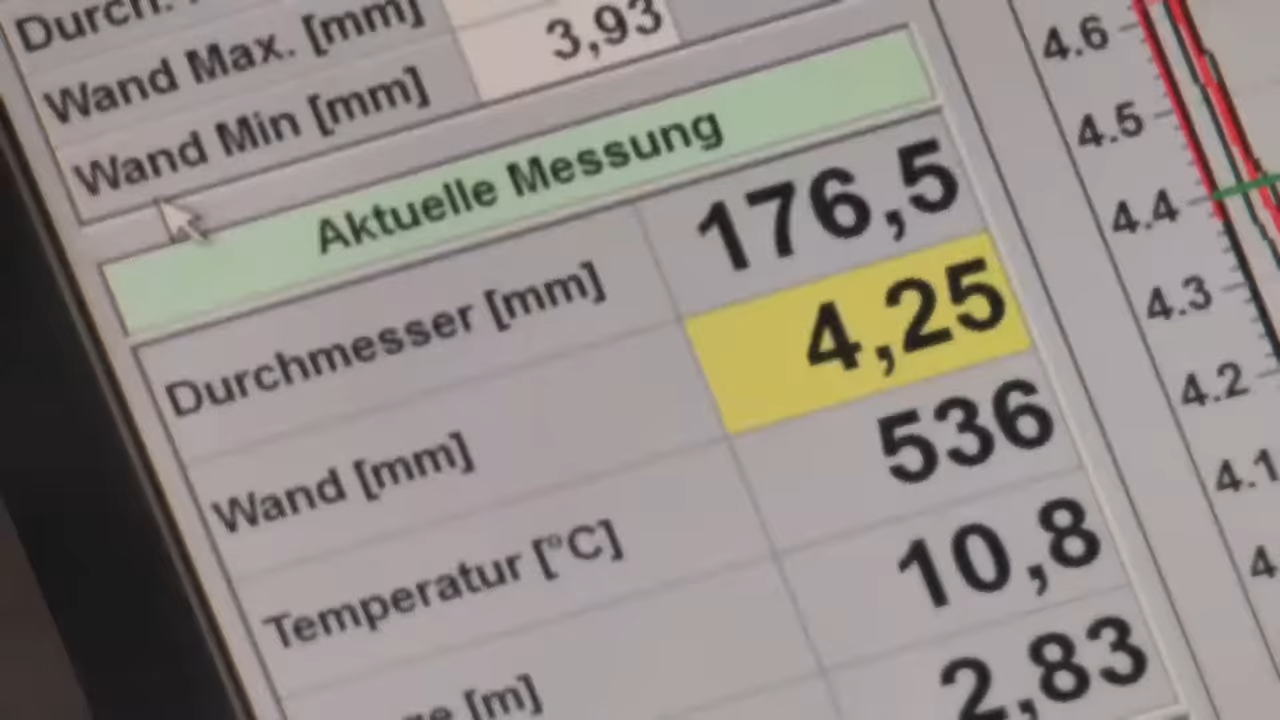 Durch.
Wand Max. [mm]
Wand Min [mm] 3,93
Aktuelle Messung
Durchmesser [mm] 176,5
Wand [mm] 4,25
Temperatur [°C] 536
[m] 10,8
2,83
4.6
4.5
4.4
4.3
4.2
4.1